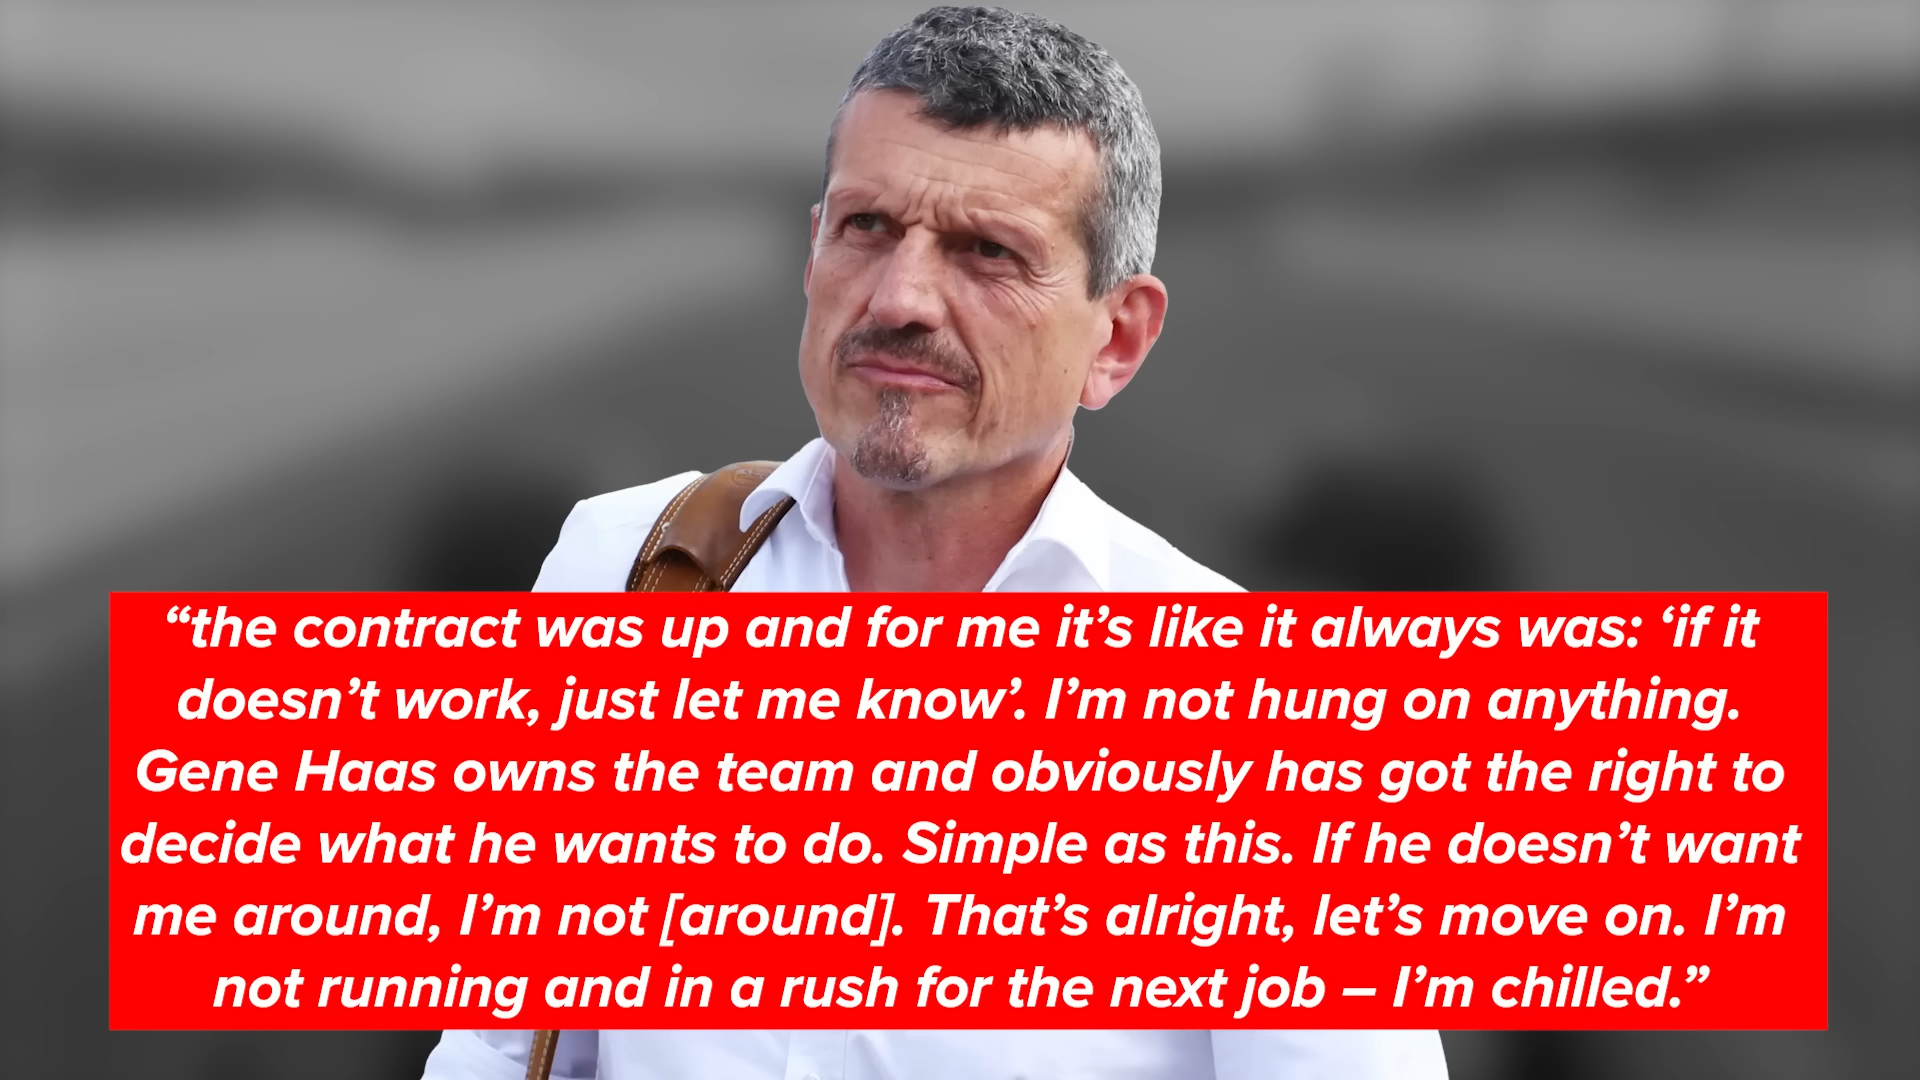 “the contract was up and for me it’s like it always was: ‘if it
doesn’t work, just let me know’. I’m not hung on anything.
Gene Haas owns the team and obviously has got the right to
decide what he wants to do. Simple as this. If he doesn’t want
me around, I’m not [around]. That’s alright, let’s move on. I’m
not running and in a rush for the next job – I’m chilled.”